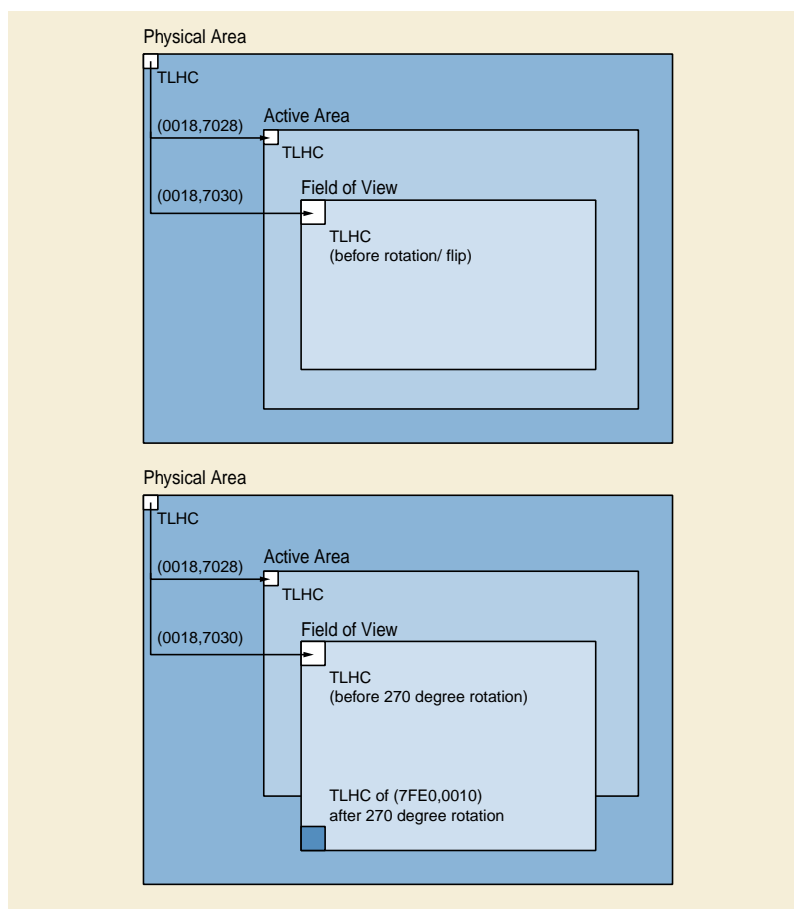 Physical Area
TLHC
Active Area
(0018,7028)
TLHC
Field of View
(0018,7030)
TLHC
(before rotation/ flip)
Physical Area
TLHC
Active Area
(0018,7028)
TLHC
Field of View
(0018,7030)
TLHC
(before 270 degree rotation)
TLHC of (7FE0,0010)
after 270 degree rotation